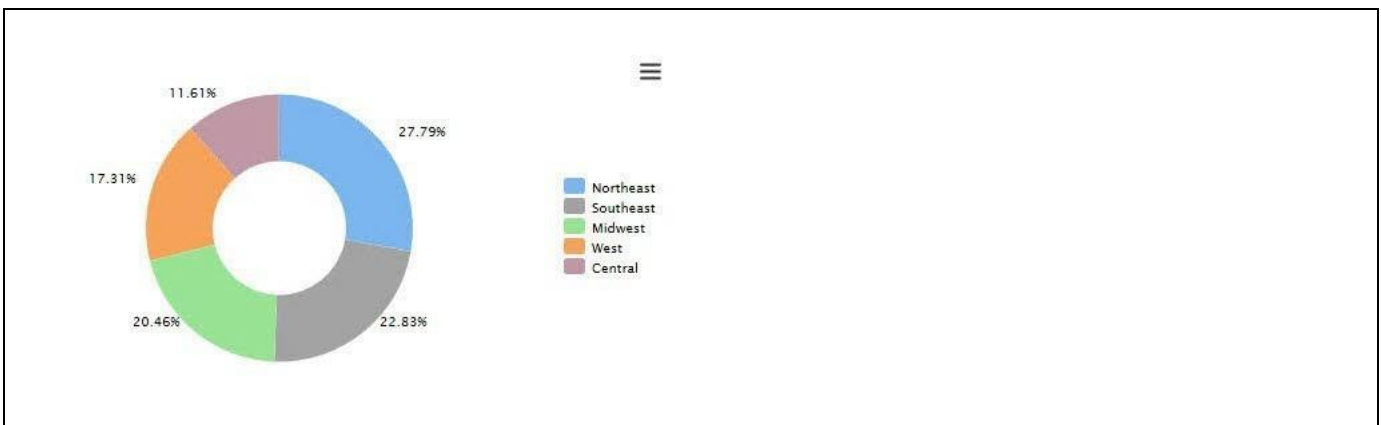 11.61%
27.79%
17.31%
Northeast
Southeast
Midwest
West
Central
20.46%
22.83%